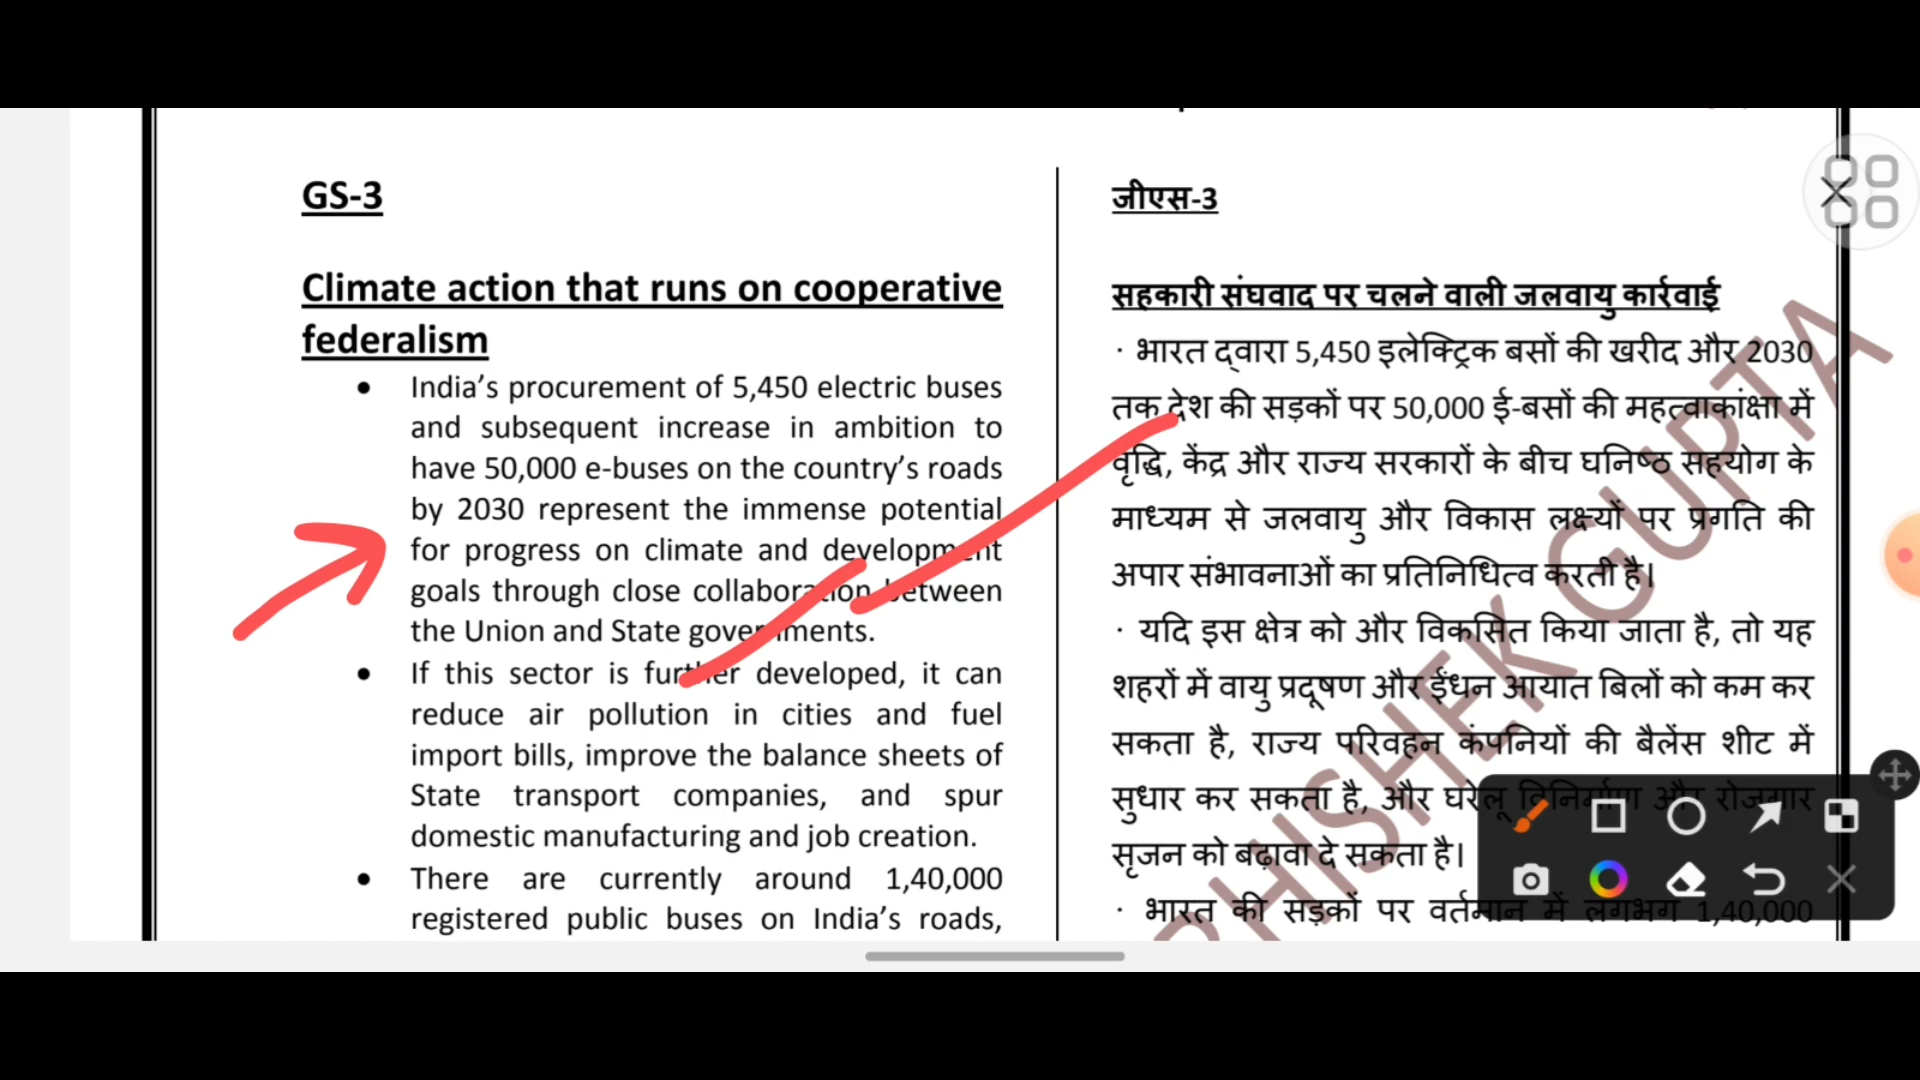 GS-3
Climate action that runs on cooperative
federalism
• India’s procurement of 5,450 electric buses
and subsequent increase in ambition to
have 50,000 e-buses on the country’s roads
by 2030 represent the immense potential
for progress on climate and development
goals through close collaboration between
the Union and State governments.
• If this sector is further developed, it can
reduce air pollution in cities and fuel
import bills, improve the balance sheets of
State transport companies, and spur
domestic manufacturing and job creation.
• There are currently around 1,40,000
registered public buses on India’s roads,
जीएस-3
सहकारी संघवाद पर चलने वाली जलवायु कार्रवाई
· भारत द्वारा 5,450 इलेक्ट्रिक बसों की खरीद और 2030
तक देश की सड़कों पर 50,000 ई-बसों की महत्वाकांक्षा में
वृद्धि, केंद्र और राज्य सरकारों के बीच घनिष्ठ सहयोग के
माध्यम से जलवायु और विकास लक्ष्यों पर प्रगति की
अपार संभावनाओं का प्रतिनिधित्व करती है।
· यदि इस क्षेत्र को और विकसित किया जाता है, तो यह
शहरों में वायु प्रदूषण और ईंधन आयात बिलों को कम कर
सकता है, राज्य परिवहन कंपनियों की बैलेंस शीट में
सुधार कर सकता है, और घरेलू विनिर्माण और रोजगार
सृजन को बढ़ावा दे सकता है।
· भारत की सड़कों पर वर्तमान में लगभग 1,40,000
HISHEK GUPTA